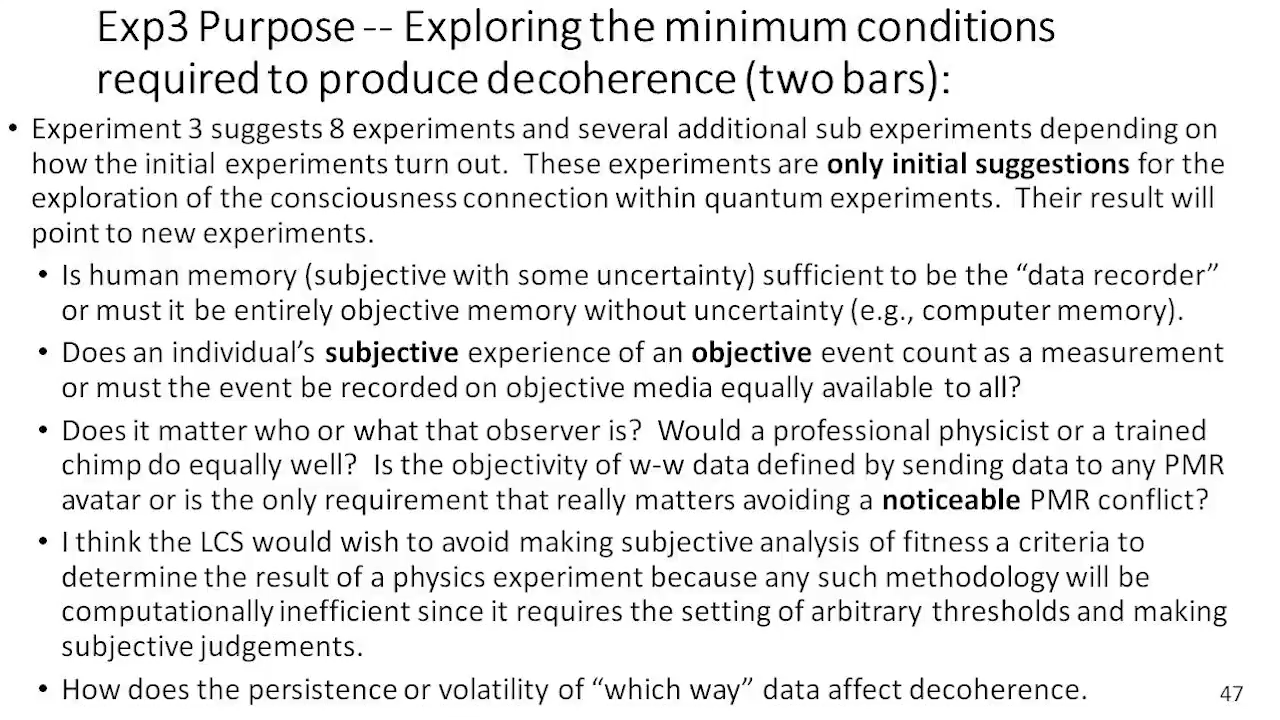 Exp3 Purpose -- Exploring the minimum conditions
required to produce decoherence (two bars):
• Experiment 3 suggests 8 experiments and several additional sub experiments depending on
how the initial experiments turn out. These experiments are only initial suggestions for the
exploration of the consciousness connection within quantum experiments. Their result will
point to new experiments.
• Is human memory (subjective with some uncertainty) sufficient to be the “data recorder”
or must it be entirely objective memory without uncertainty (e.g., computer memory).
• Does an individual’s subjective experience of an objective event count as a measurement
or must the event be recorded on objective media equally available to all?
• Does it matter who or what that observer is? Would a professional physicist or a trained
chimp do equally well? Is the objectivity of w-w data defined by sending data to any PMR
avatar or is the only requirement that really matters avoiding a noticeable PMR conflict?
• I think the LCS would wish to avoid making subjective analysis of fitness a criteria to
determine the result of a physics experiment because any such methodology will be
computationally inefficient since it requires the setting of arbitrary thresholds and making
subjective judgements.
• How does the persistence or volatility of “which way” data affect decoherence.
47